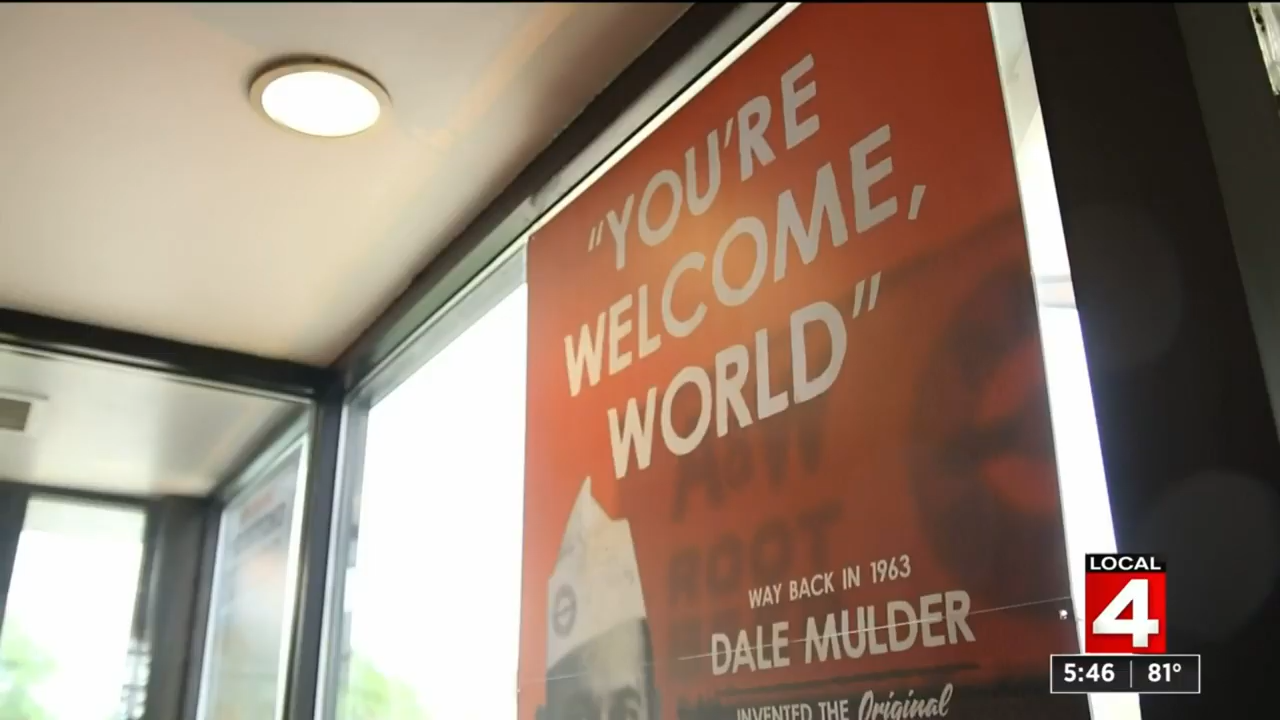 "YOU'RE
WELCOME,
WORLD"
WAY BACK IN 1963
DALE MULDER
INVENTED THE Original
LOCAL
4
5:46 81°